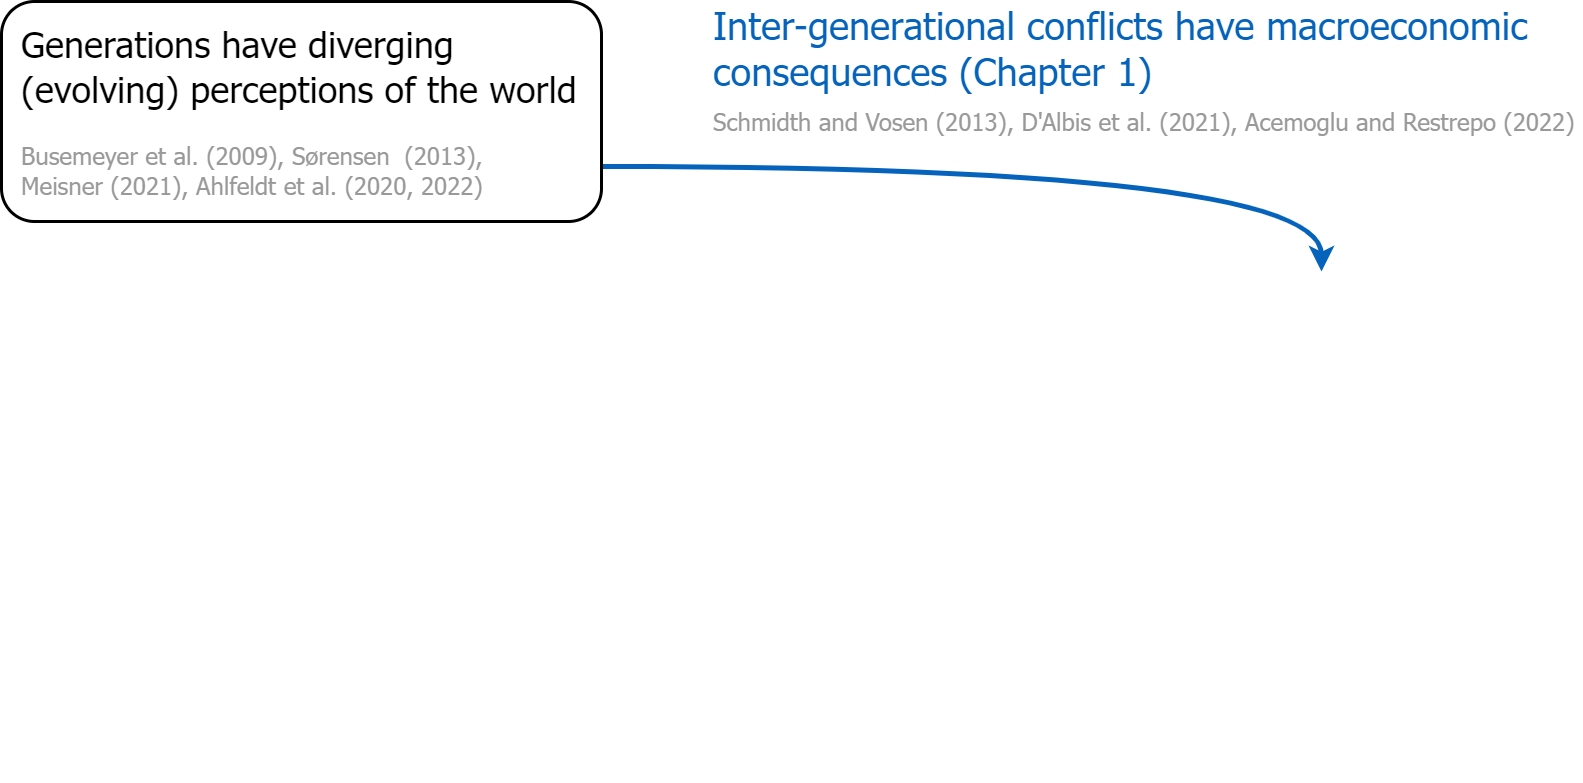 Generations have diverging
(evolving) perceptions of the world
Busemeyer et al. (2009), Sørensen  (2013),
Meisner (2021), Ahlfeldt et al. (2020, 2022)
Inter-generational conflicts have macroeconomic
consequences (Chapter 1)
Schmidth and Vosen (2013), D'Albis et al. (2021), Acemoglu and Restrepo (2022)